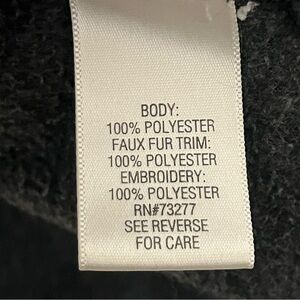 BODY:
100% POLYESTER
FAUX FUR TRIM:
100% POLYESTER
EMBROIDERY:
100% POLYESTER
RN#73277
SEE REVERSE
FOR CARE